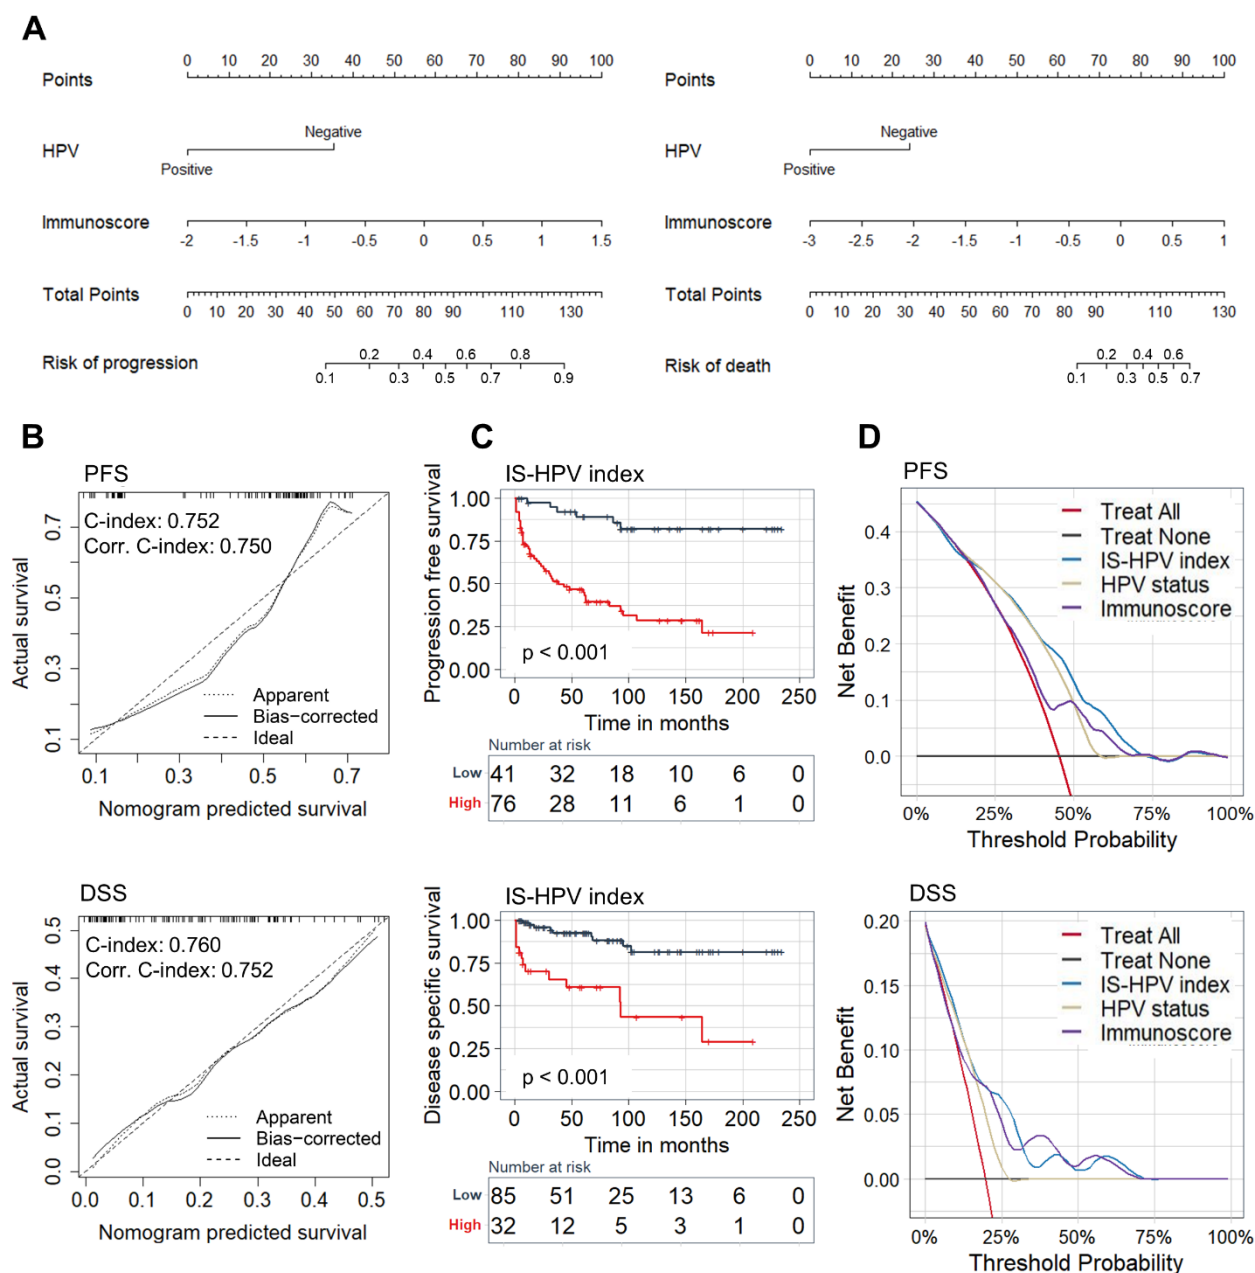 A
Points
0 10 20 30 40 50 60 70 80 90 100
HPV
Negative
Positive
Immunoscore
-2 -1.5 -1 -0.5 0 0.5 1 1.5
Total Points
0 10 20 30 40 50 60 70 80 90 110 130
Risk of progression
0.2 0.4 0.6 0.8
0.1 0.3 0.5 0.7 0.9
Points
0 10 20 30 40 50 60 70 80 90 100
HPV
Negative
Positive
Immunoscore
-3 -2.5 -2 -1.5 -1 -0.5 0 0.5 1
Total Points
0 10 20 30 40 50 60 70 80 90 110 130
Risk of death
0.2 0.4 0.6
0.1 0.3 0.5 0.7
B
PFS
C-index: 0.752
Corr. C-index: 0.750
Actual survival
0.7
0.5
0.3
0.1
Apparent
Bias-corrected
Ideal
0.1 0.3 0.5 0.7
Nomogram predicted survival
DSS
C-index: 0.760
Corr. C-index: 0.752
Actual survival
0.5
0.4
0.3
0.2
0.1
0.0
Apparent
Bias-corrected
Ideal
0.0 0.1 0.2 0.3 0.4 0.5
Nomogram predicted survival
C
IS-HPV index
Progression free survival
1.00
0.75
0.50
0.25
0.00
p < 0.001
0 50 100 150 200 250
Time in months
Number at risk
Low 41 32 18 10 6 0
High 76 28 11 6 1 0
IS-HPV index
Disease specific survival
1.00
0.75
0.50
0.25
0.00
p < 0.001
0 50 100 150 200 250
Time in months
Number at risk
Low 85 51 25 13 6 0
High 32 12 5 3 1 0
D
PFS
Net Benefit
0.4
0.3
0.2
0.1
0.0
Treat All
Treat None
IS-HPV index
HPV status
Immunoscore
0% 25% 50% 75% 100%
Threshold Probability
DSS
Net Benefit
0.20
0.15
0.10
0.05
0.00
Treat All
Treat None
IS-HPV index
HPV status
Immunoscore
0% 25% 50% 75% 100%
Threshold Probability